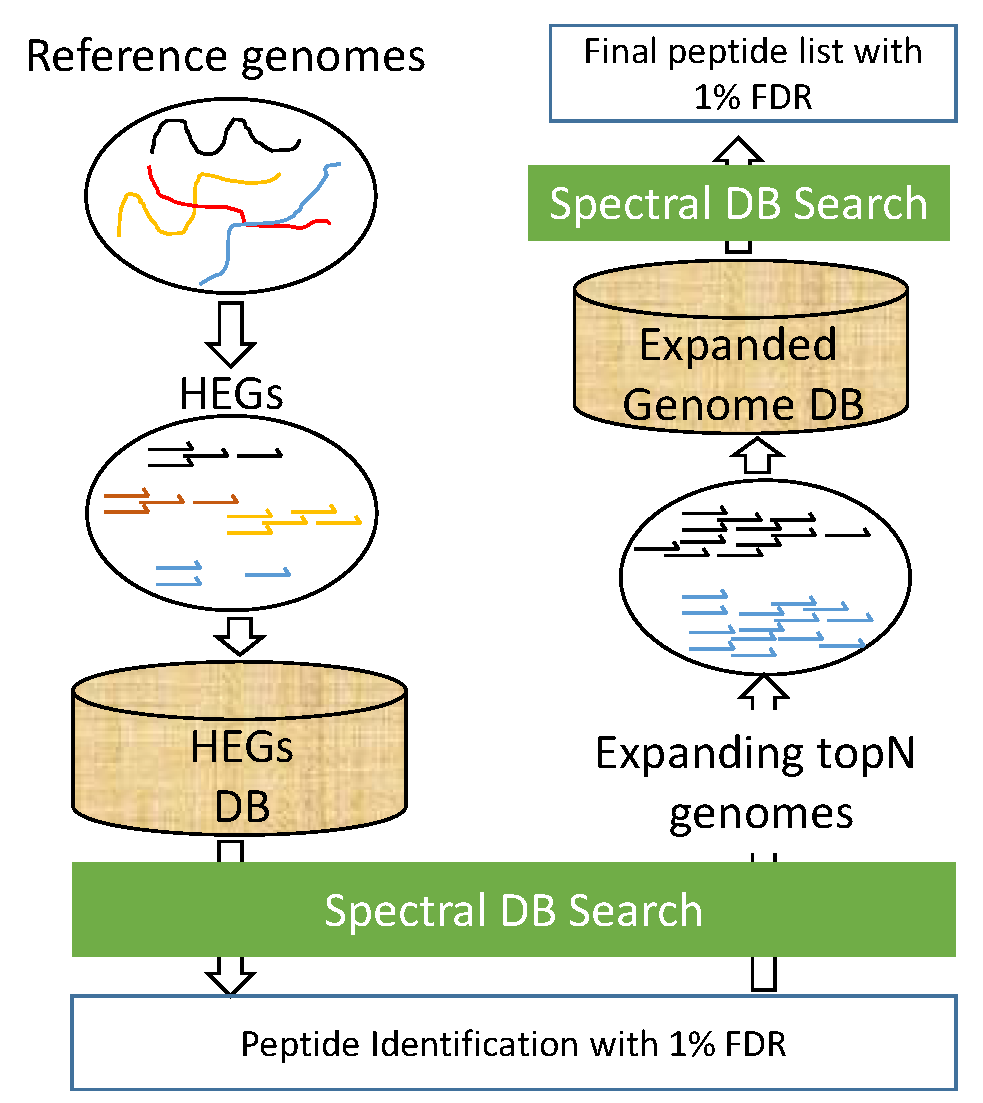 Reference genomes
HEGs
HEGs
DB
Spectral DB Search
Peptide Identification with 1% FDR
Expanding topN
genomes
Expanded
Genome DB
Spectral DB Search
Final peptide list with
1% FDR